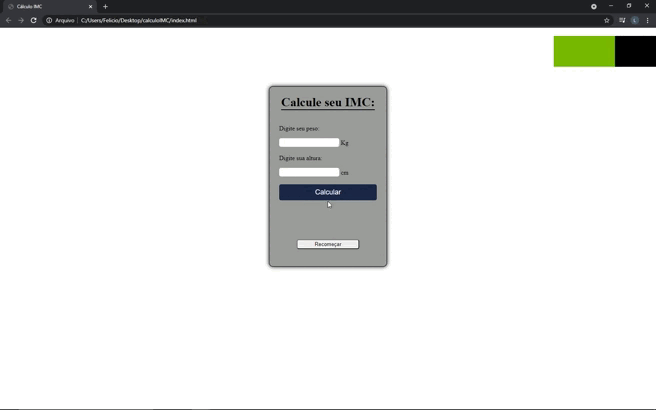 Cálculo IMC
Arquivo | C:/Users/Felicio/Desktop/calculoIMC/index.html
L
Calcule seu IMC:
Digite seu peso:
Kg
Digite sua altura:
cm
Calcular
Recomeçar